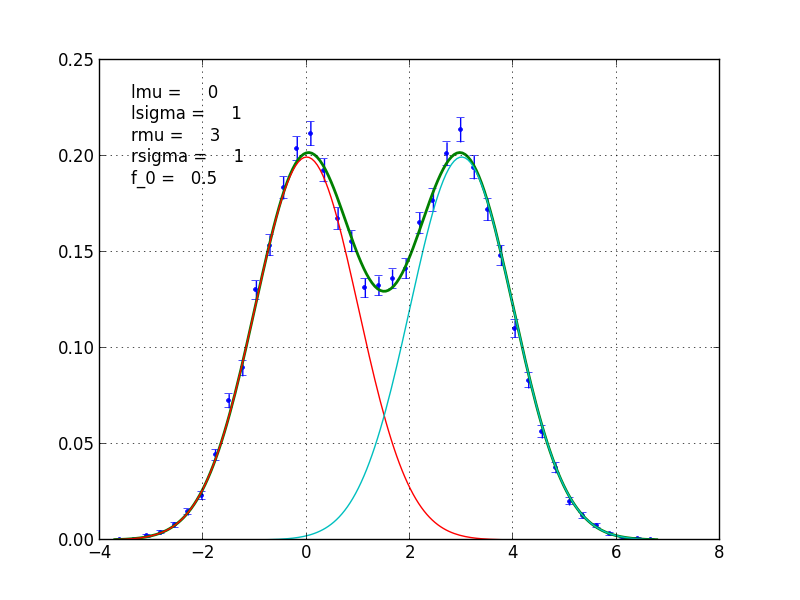 0.25
lmu = 0
lsigma = 1
rmu = 3
rsigma = 1
f_0 = 0.5
0.20
0.15
0.10
0.05
0.00
−4 −2 0 2 4 6 8